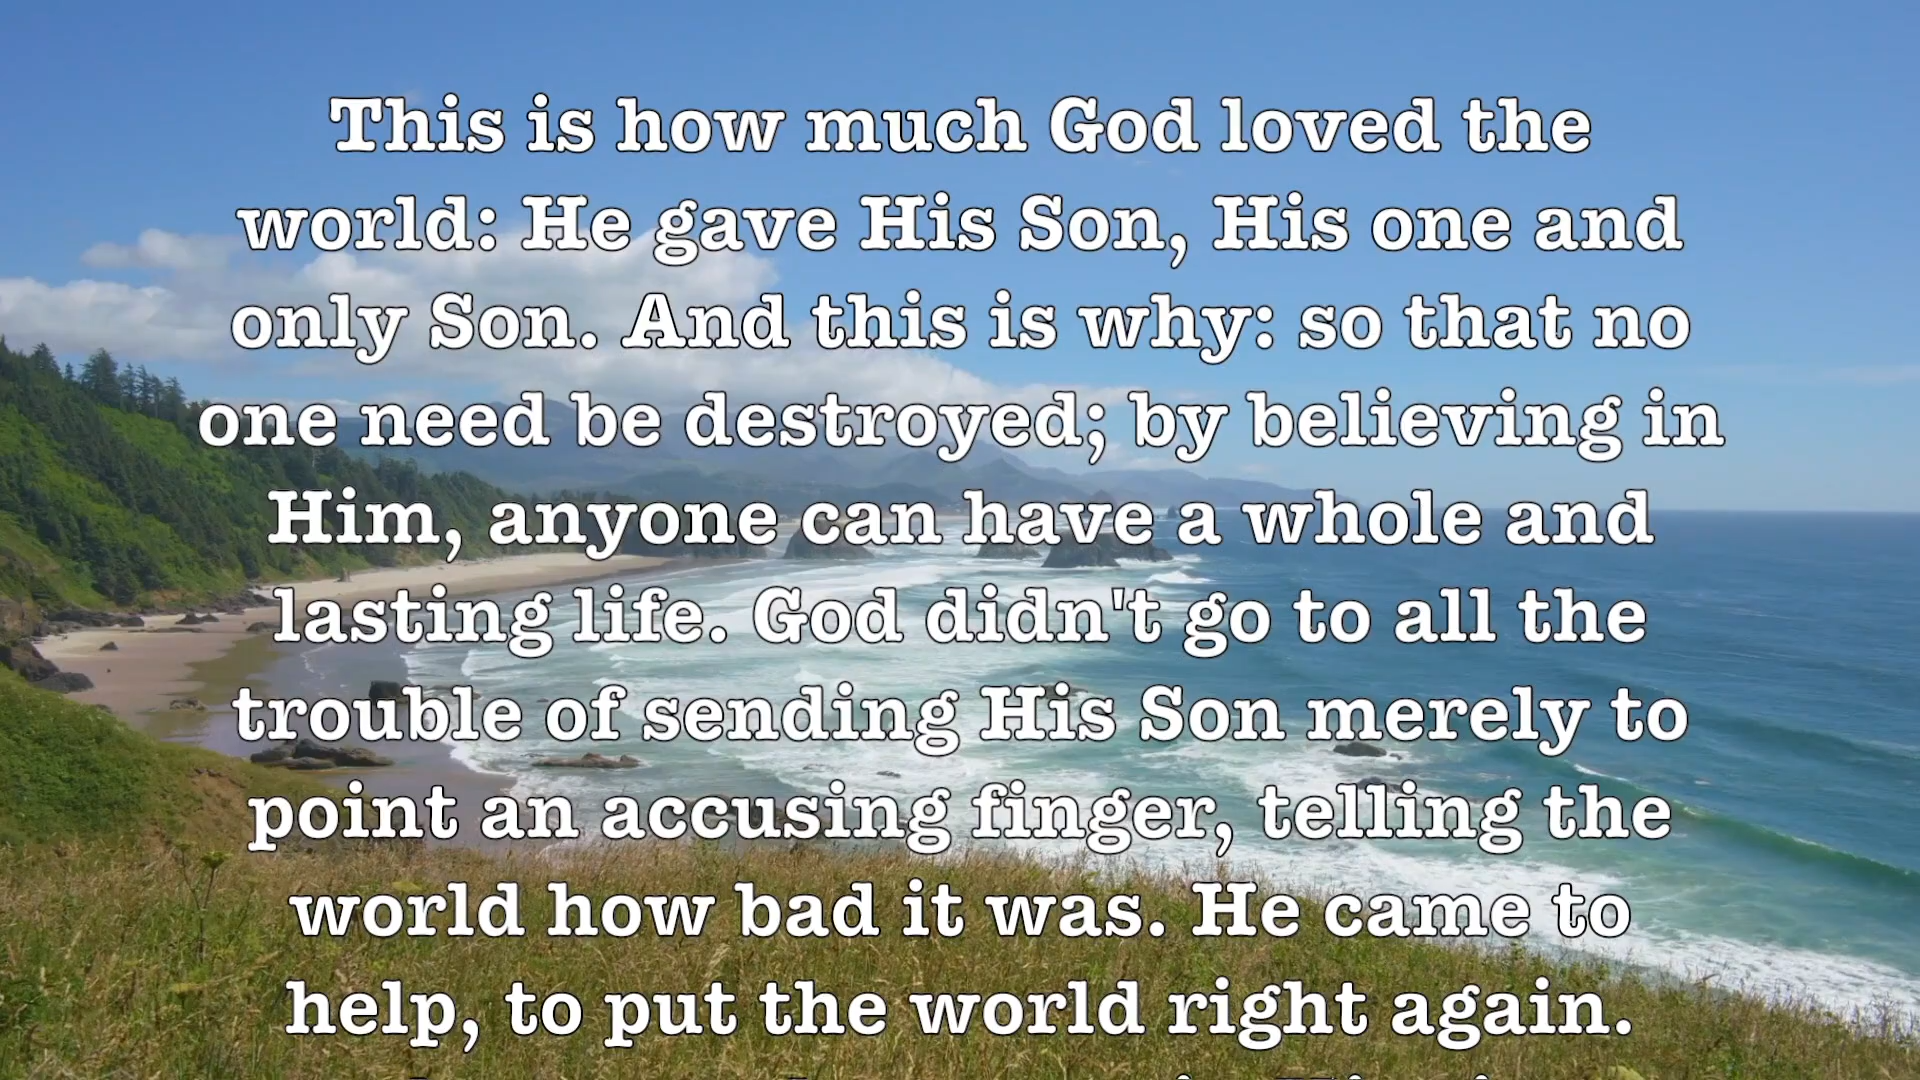 This is how much God loved the
world: He gave His Son, His one and
only Son. And this is why: so that no
one need be destroyed; by believing in
Him, anyone can have a whole and
lasting life. God didn't go to all the
trouble of sending His Son merely to
point an accusing finger, telling the
world how bad it was. He came to
help, to put the world right again.